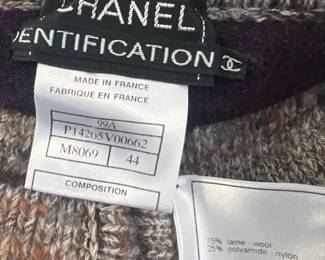 CHANEL
IDENTIFICATION
MADE IN FRANCE
FABRIQUE EN FRANCE
99A
P14265V00662
M8069 44
COMPOSITION
75% laine - wool
25% polyamide - nylon